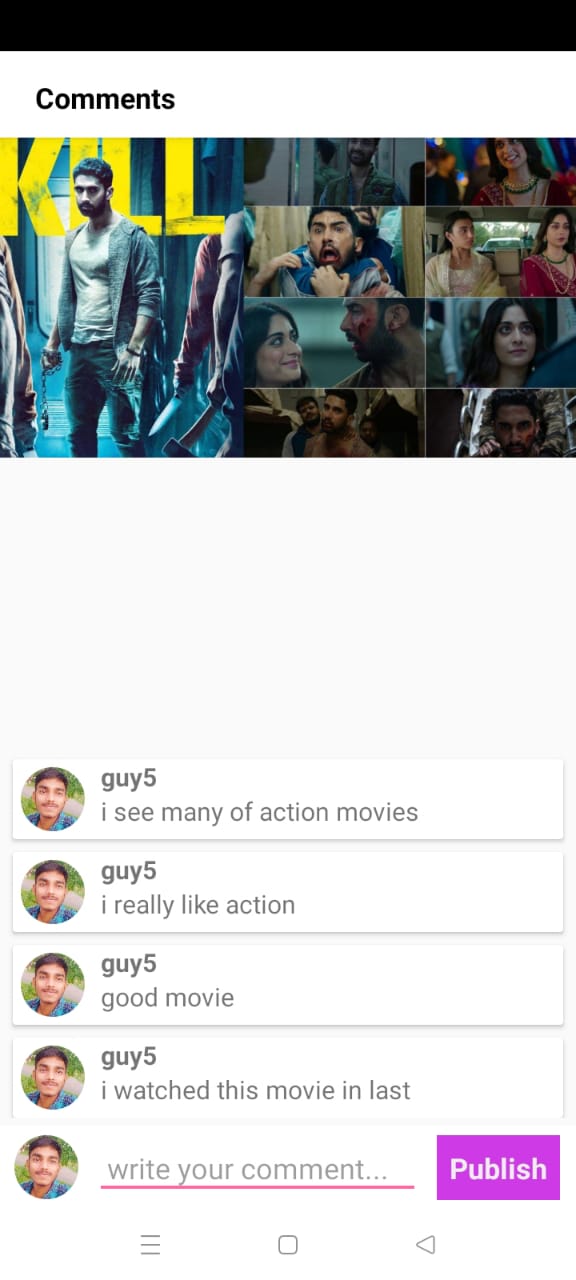 Comments
KILL
guy5
i see many of action movies
guy5
i really like action
guy5
good movie
guy5
i watched this movie in last
write your comment...
Publish